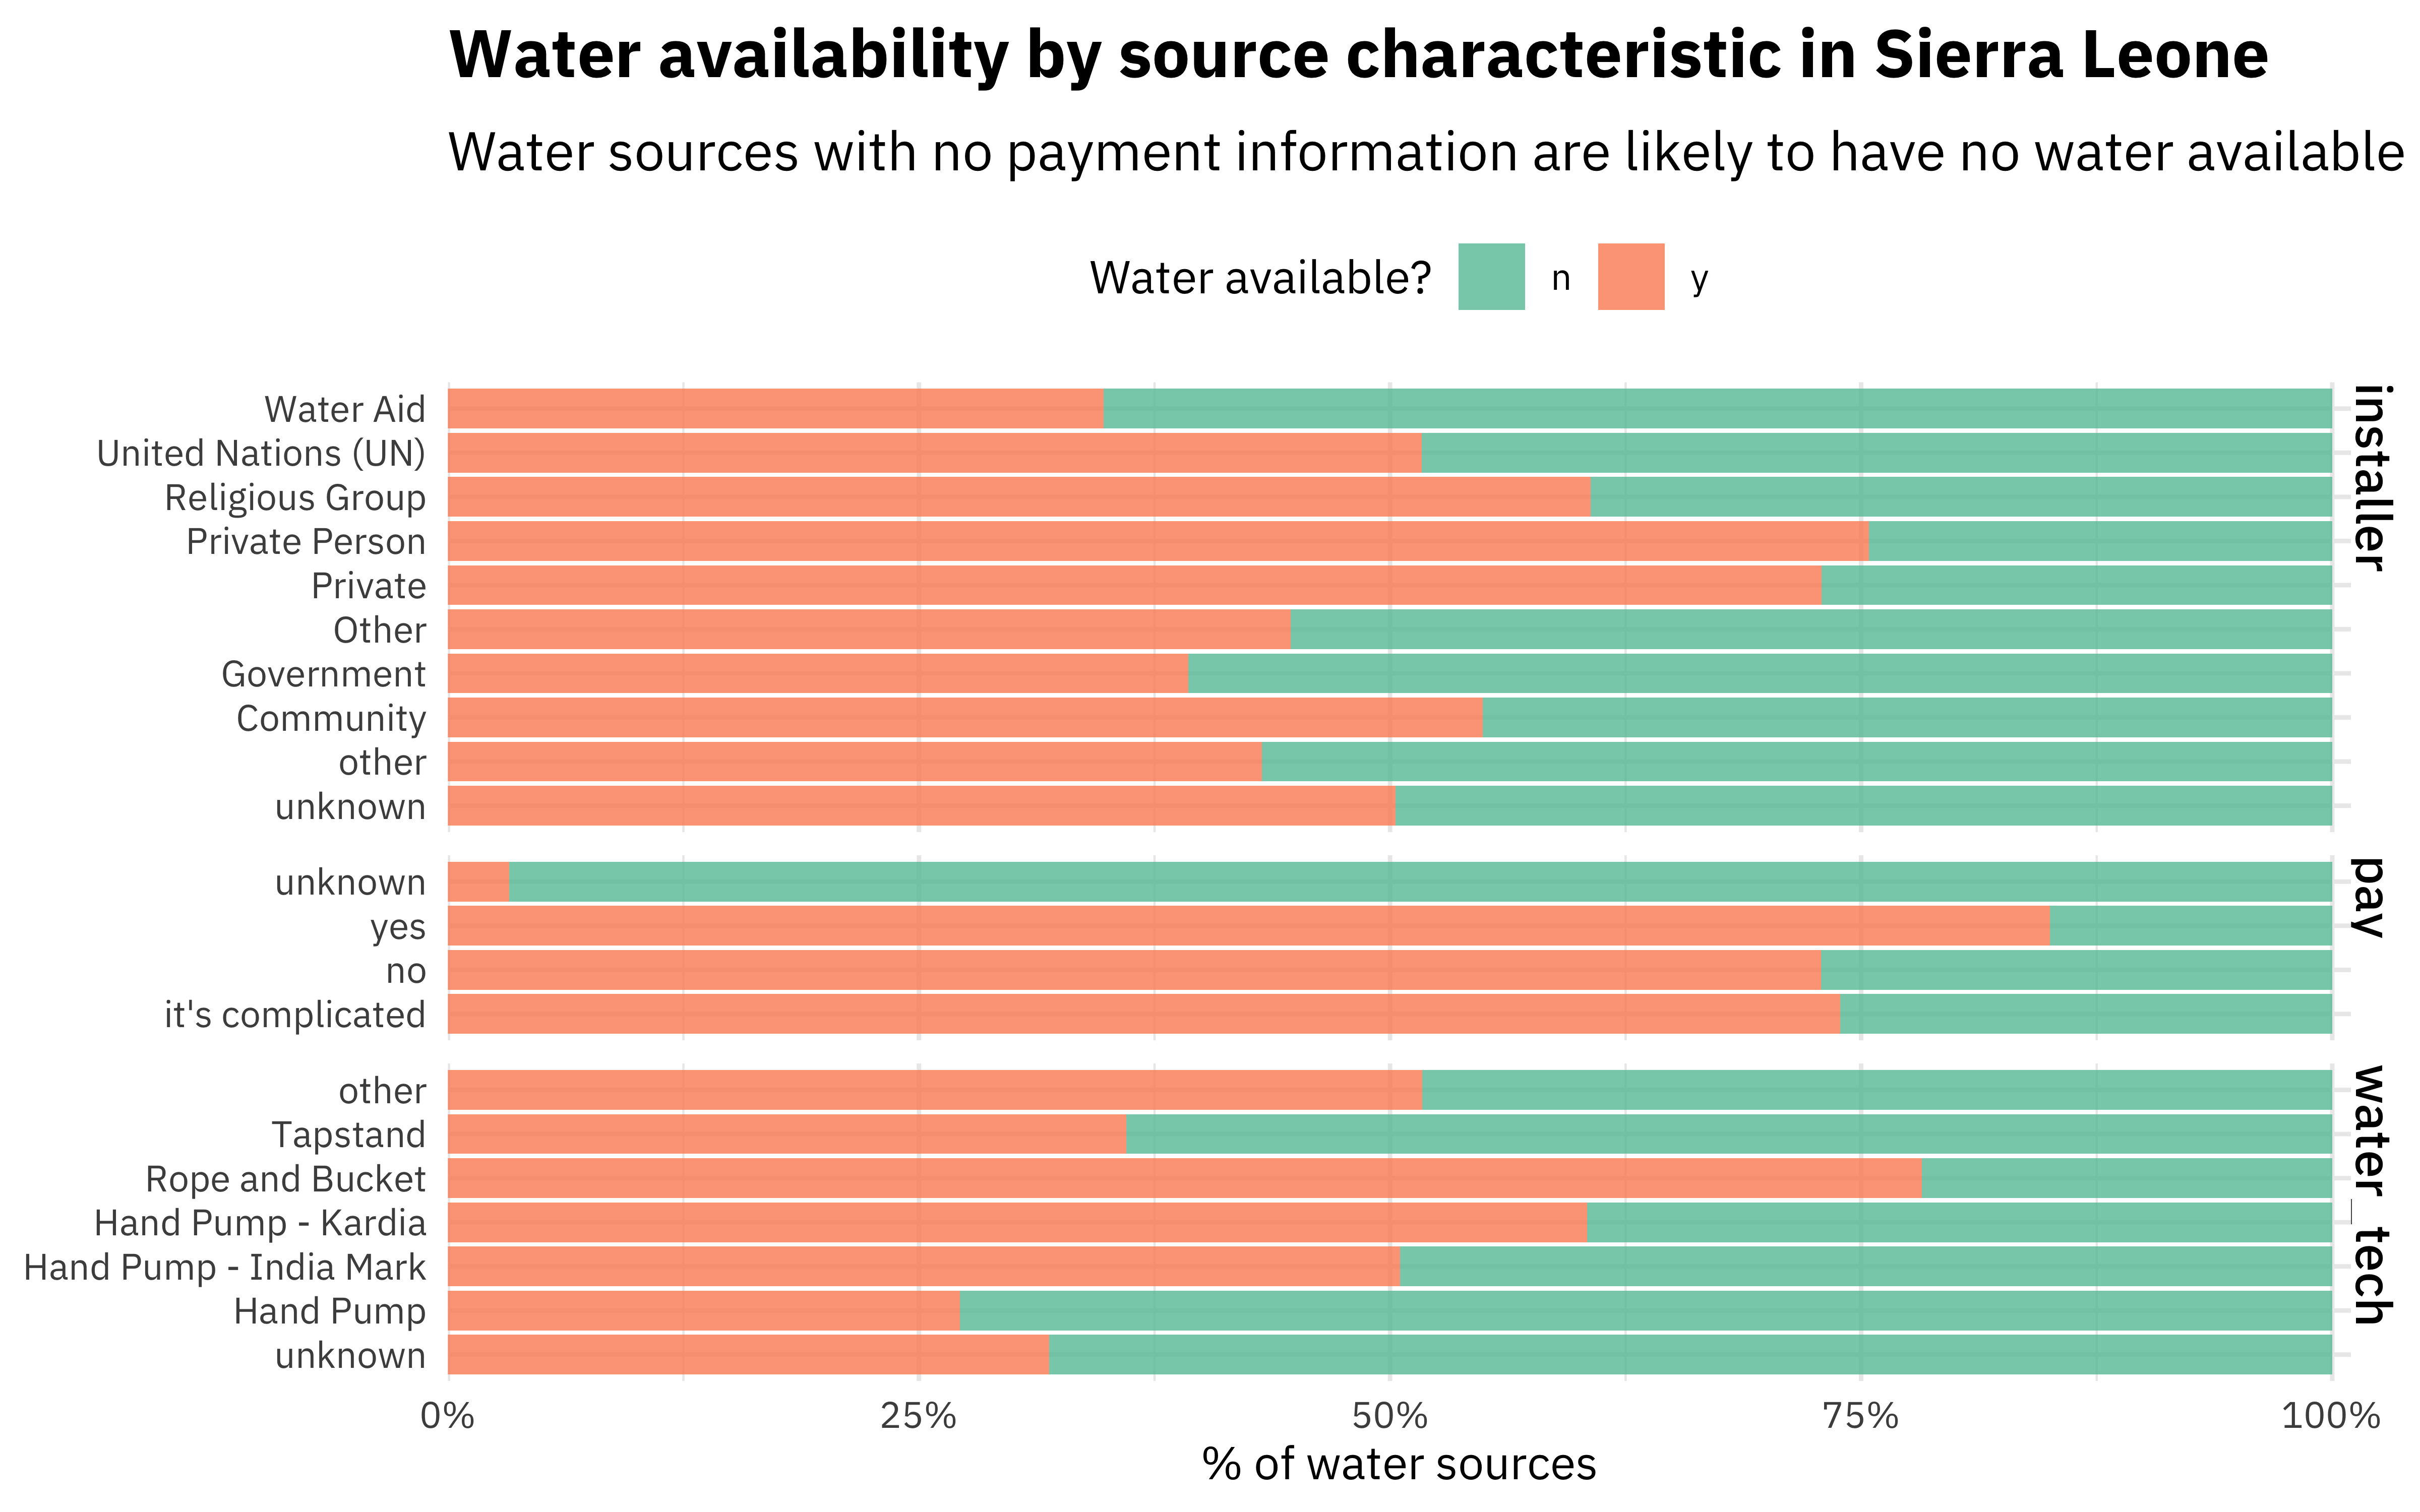 Water availability by source characteristic in Sierra Leone
Water sources with no payment information are likely to have no water available
Water available? n y
installer
Water Aid
United Nations (UN)
Religious Group
Private Person
Private
Other
Government
Community
other
unknown
pay
unknown
yes
no
it's complicated
water_tech
other
Tapstand
Rope and Bucket
Hand Pump - Kardia
Hand Pump - India Mark
Hand Pump
unknown
0% 25% 50% 75% 100%
% of water sources